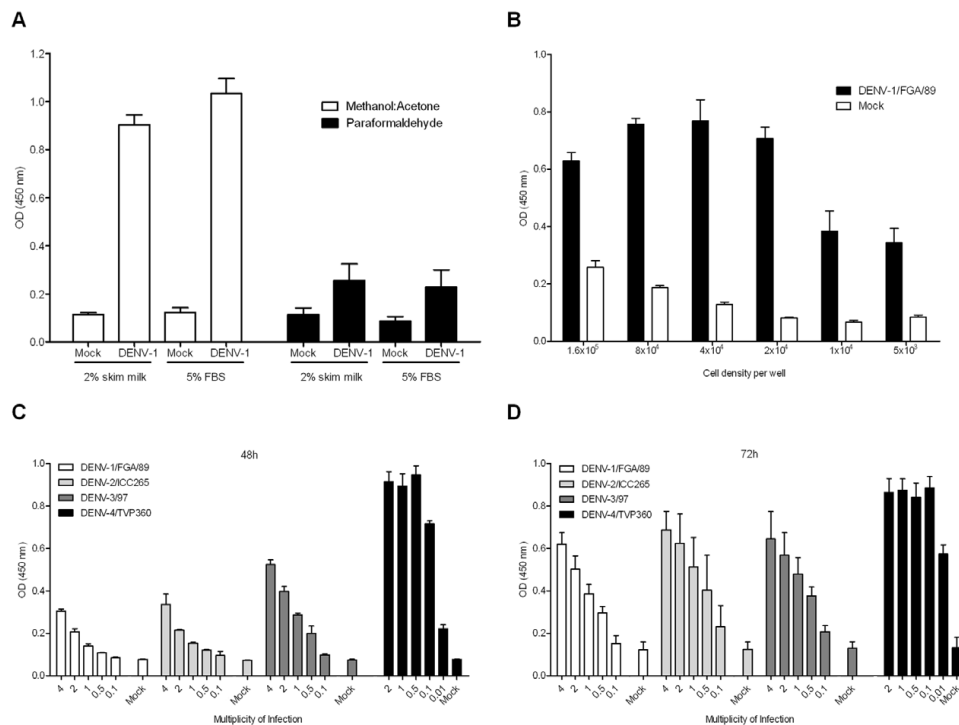 A
1.2
1.0
0.8
0.6
0.4
0.2
0.0
OD (450 nm)
Methanol:Acetone
Paraformaldehyde
Mock DENV-1 Mock DENV-1 Mock DENV-1 Mock DENV-1
2% skim milk 5% FBS 2% skim milk 5% FBS
B
1.0
0.8
0.6
0.4
0.2
0.0
OD (450 nm)
DENV-1/FGA/89
Mock
1.6x10⁵ 8x10⁴ 4x10⁴ 2x10⁴ 1x10⁴ 5x10³
Cell density per well
C
48h
1.0
0.8
0.6
0.4
0.2
0.0
OD (450 nm)
DENV-1/FGA/89
DENV-2/ICC265
DENV-3/97
DENV-4/TVP360
4 2 1 0.5 0.1 Mock 4 2 1 0.5 0.1 Mock 4 2 1 0.5 0.1 Mock 2 1 0.5 0.1 0.01 Mock
Multiplicity of Infection
D
72h
1.0
0.8
0.6
0.4
0.2
0.0
OD (450 nm)
DENV-1/FGA/89
DENV-2/ICC265
DENV-3/97
DENV-4/TVP360
4 2 1 0.5 0.1 Mock 4 2 1 0.5 0.1 Mock 4 2 1 0.5 0.1 Mock 2 1 0.5 0.1 0.01 Mock
Multiplicity of Infection